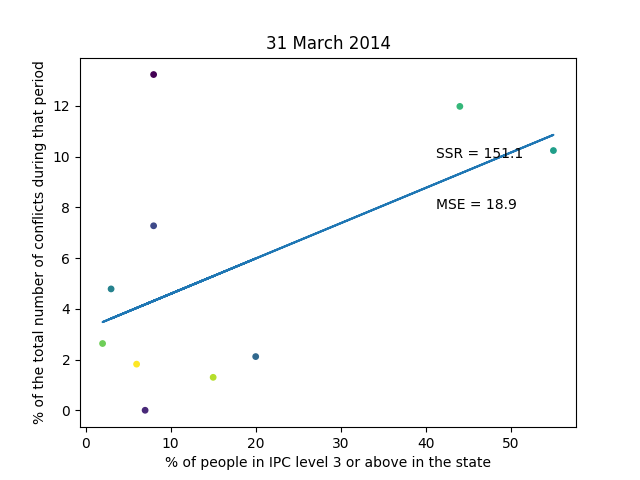 31 March 2014
% of the total number of conflicts during that period
12
10
8
6
4
2
0
SSR = 151.1
MSE = 18.9
0 10 20 30 40 50
% of people in IPC level 3 or above in the state